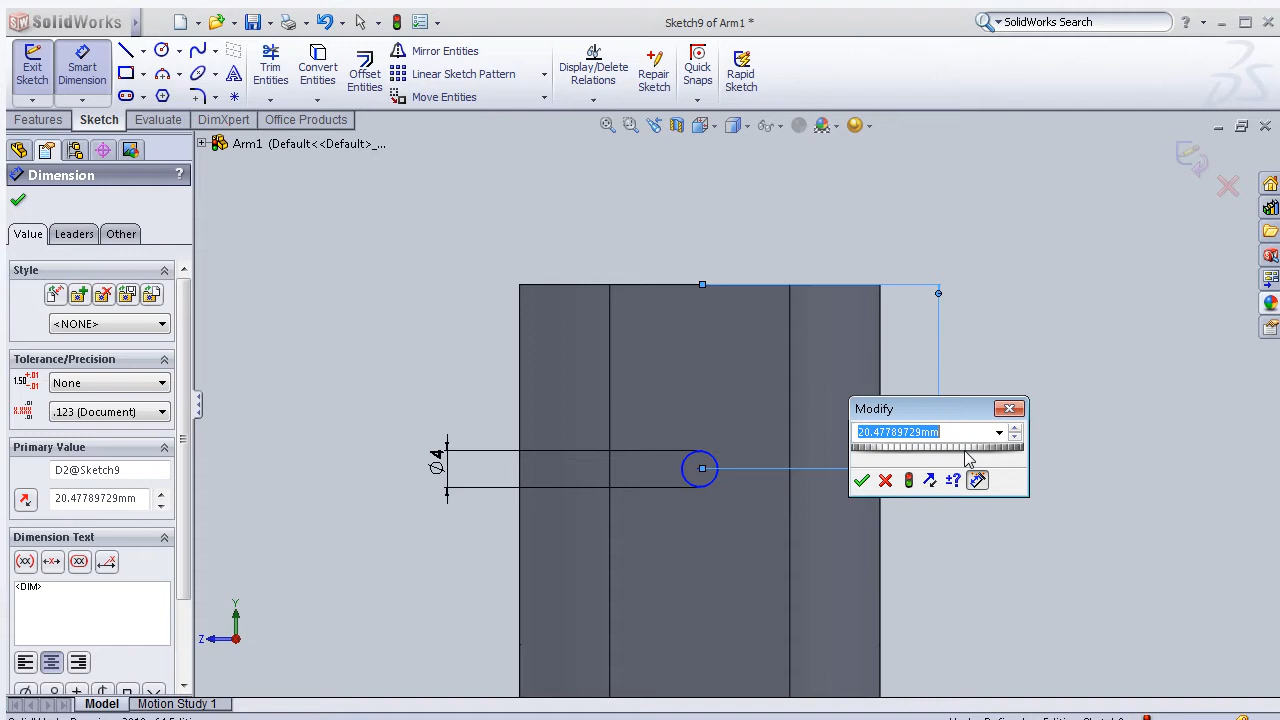 SolidWorks
Sketch9 of Arm1 *
SolidWorks Search
Exit Sketch
Smart Dimension
Trim Entities
Convert Entities
Offset Entities
Mirror Entities
Linear Sketch Pattern
Move Entities
Display/Delete Relations
Repair Sketch
Quick Snaps
Rapid Sketch
Features
Sketch
Evaluate
DimXpert
Office Products
Arm1 (Default<<Default>_...
Dimension
?
Value
Leaders
Other
Style
<NONE>
Tolerance/Precision
None
.123 (Document)
Primary Value
D2@Sketch9
20.47789729mm
Dimension Text
<DIM>
Ø4
Modify
20.47789729mm
±?
Y
Z
Model
Motion Study 1